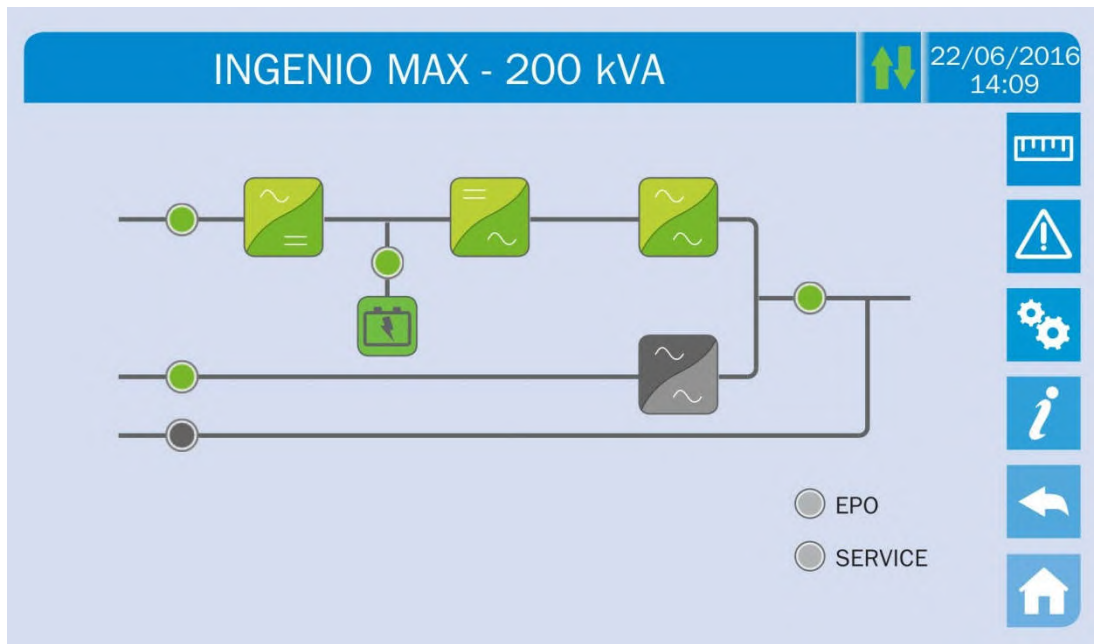 INGENIO MAX - 200 kVA
22/06/2016
14:09
EPO
SERVICE